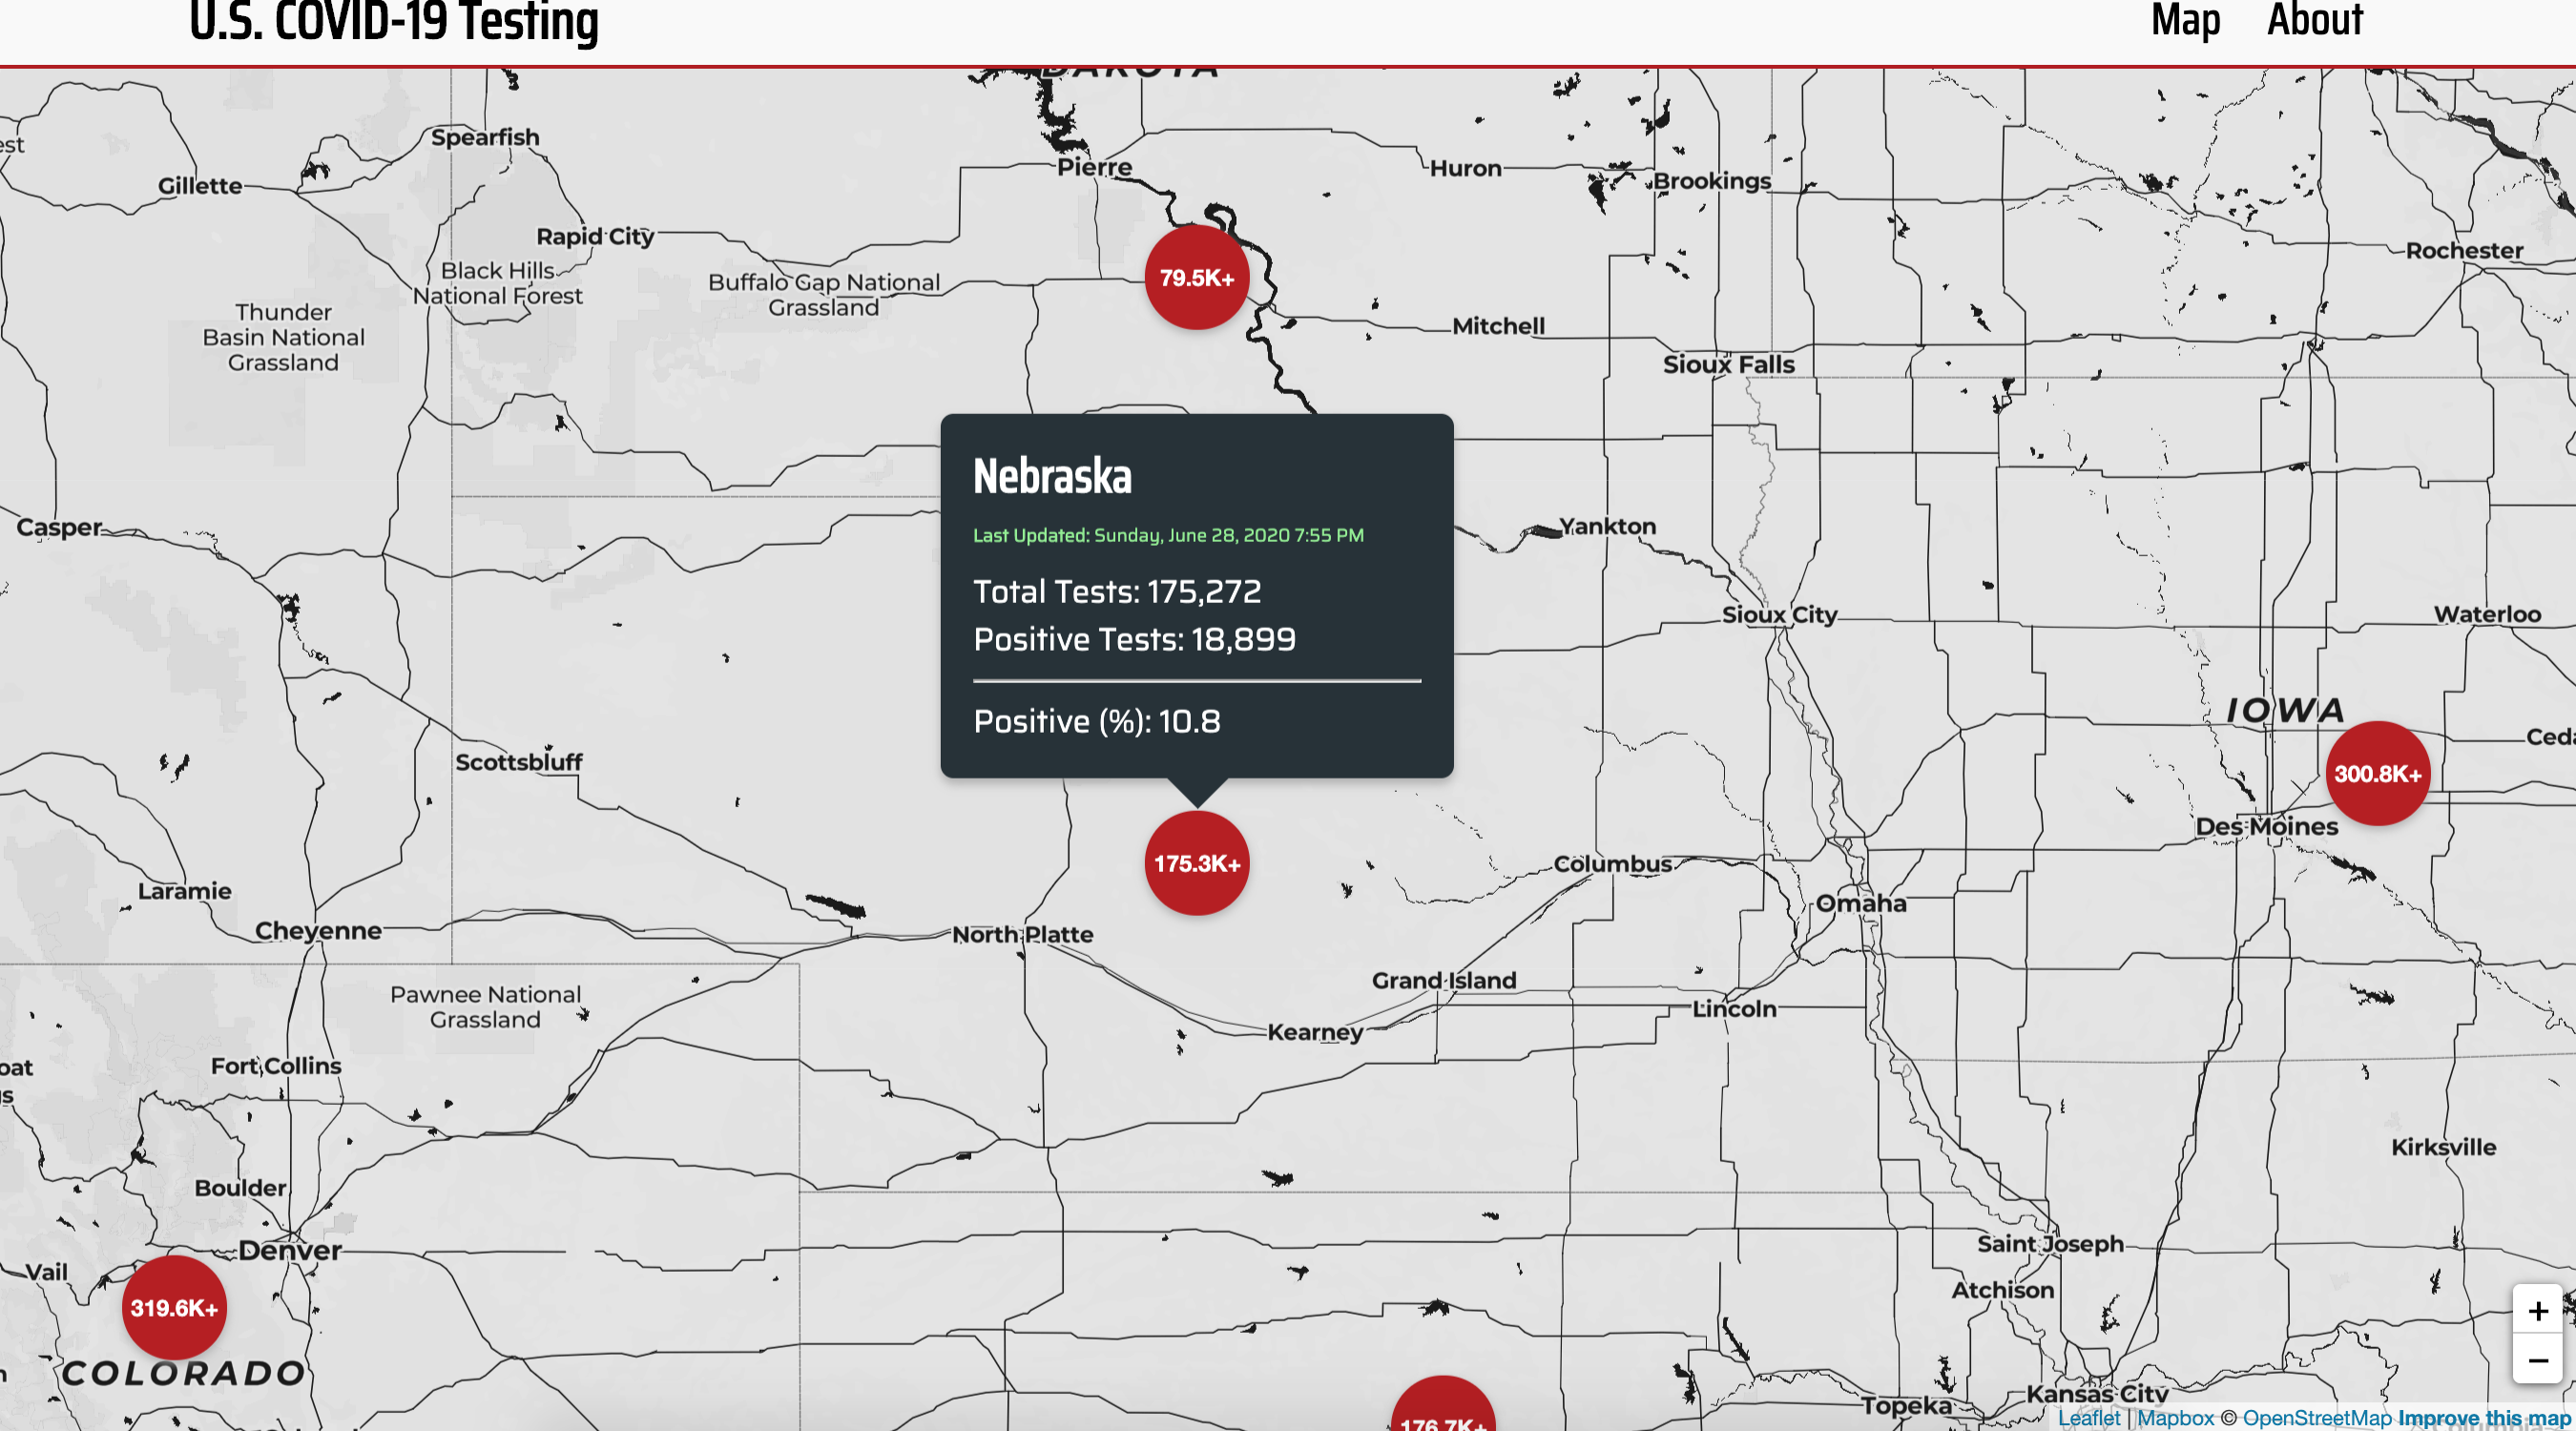 U.S. COVID-19 Testing
Map
About
DAKOTA
Spearfish
Gillette
Pierre
Huron
Brookings
Rapid City
Rochester
Black Hills
National Forest
Buffalo Gap National
Grassland
79.5K+
Thunder
Basin National
Grassland
Mitchell
Sioux Falls
Nebraska
Last Updated: Sunday, June 28, 2020 7:55 PM
Total Tests: 175,272
Positive Tests: 18,899
Positive (%): 10.8
Casper
Yankton
Sioux City
Waterloo
IOWA
Scottsbluff
300.8K+
Des Moines
175.3K+
Columbus
Laramie
Omaha
Cheyenne
North Platte
Grand Island
Pawnee National
Grassland
Lincoln
Kearney
Fort Collins
Kirksville
Boulder
Denver
Saint Joseph
Vail
Atchison
319.6K+
+
−
COLORADO
Kansas City
Topeka
176.7K+
Leaflet | Mapbox © OpenStreetMap Improve this map